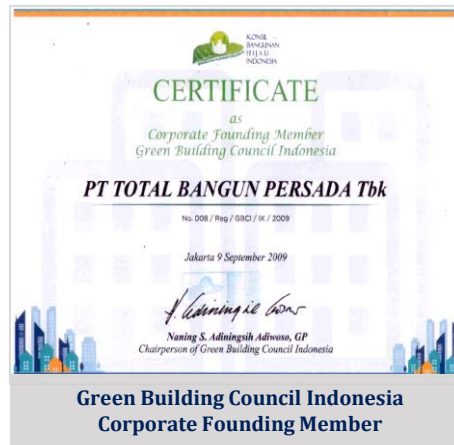 KONSIL
BANGUNAN
HIJAU
INDONESIA
CERTIFICATE
as
Corporate Founding Member
Green Building Council Indonesia
PT TOTAL BANGUN PERSADA Tbk
No. 008 / Reg / GBCI / IX / 2009
Jakarta 9 September 2009
Naning S. Adiningsih Adiwoso, GP
Chairperson of Green Building Council Indonesia
Green Building Council Indonesia
Corporate Founding Member